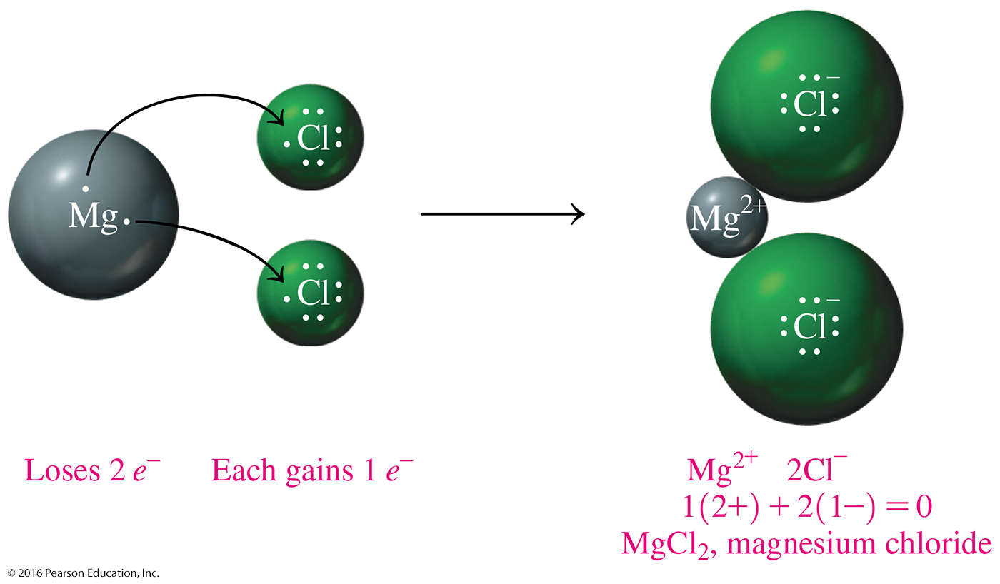 Mg
Cl
Cl
Cl⁻
Mg²⁺
Cl⁻
Loses 2 e⁻
Each gains 1 e⁻
Mg²⁺ 2Cl⁻
1(2+) + 2(1−) = 0
MgCl₂, magnesium chloride
© 2016 Pearson Education, Inc.